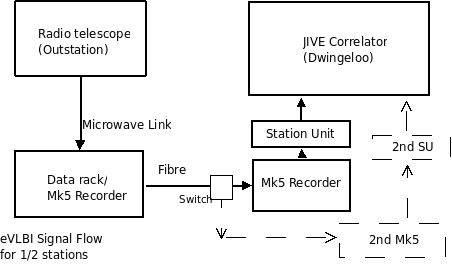 Radio telescope
(Outstation)
JIVE Correlator
(Dwingeloo)
Microwave Link
Station Unit
2nd SU
Data rack/
Mk5 Recorder
Fibre
Switch
Mk5 Recorder
eVLBI Signal Flow
for 1/2 stations
2nd Mk5